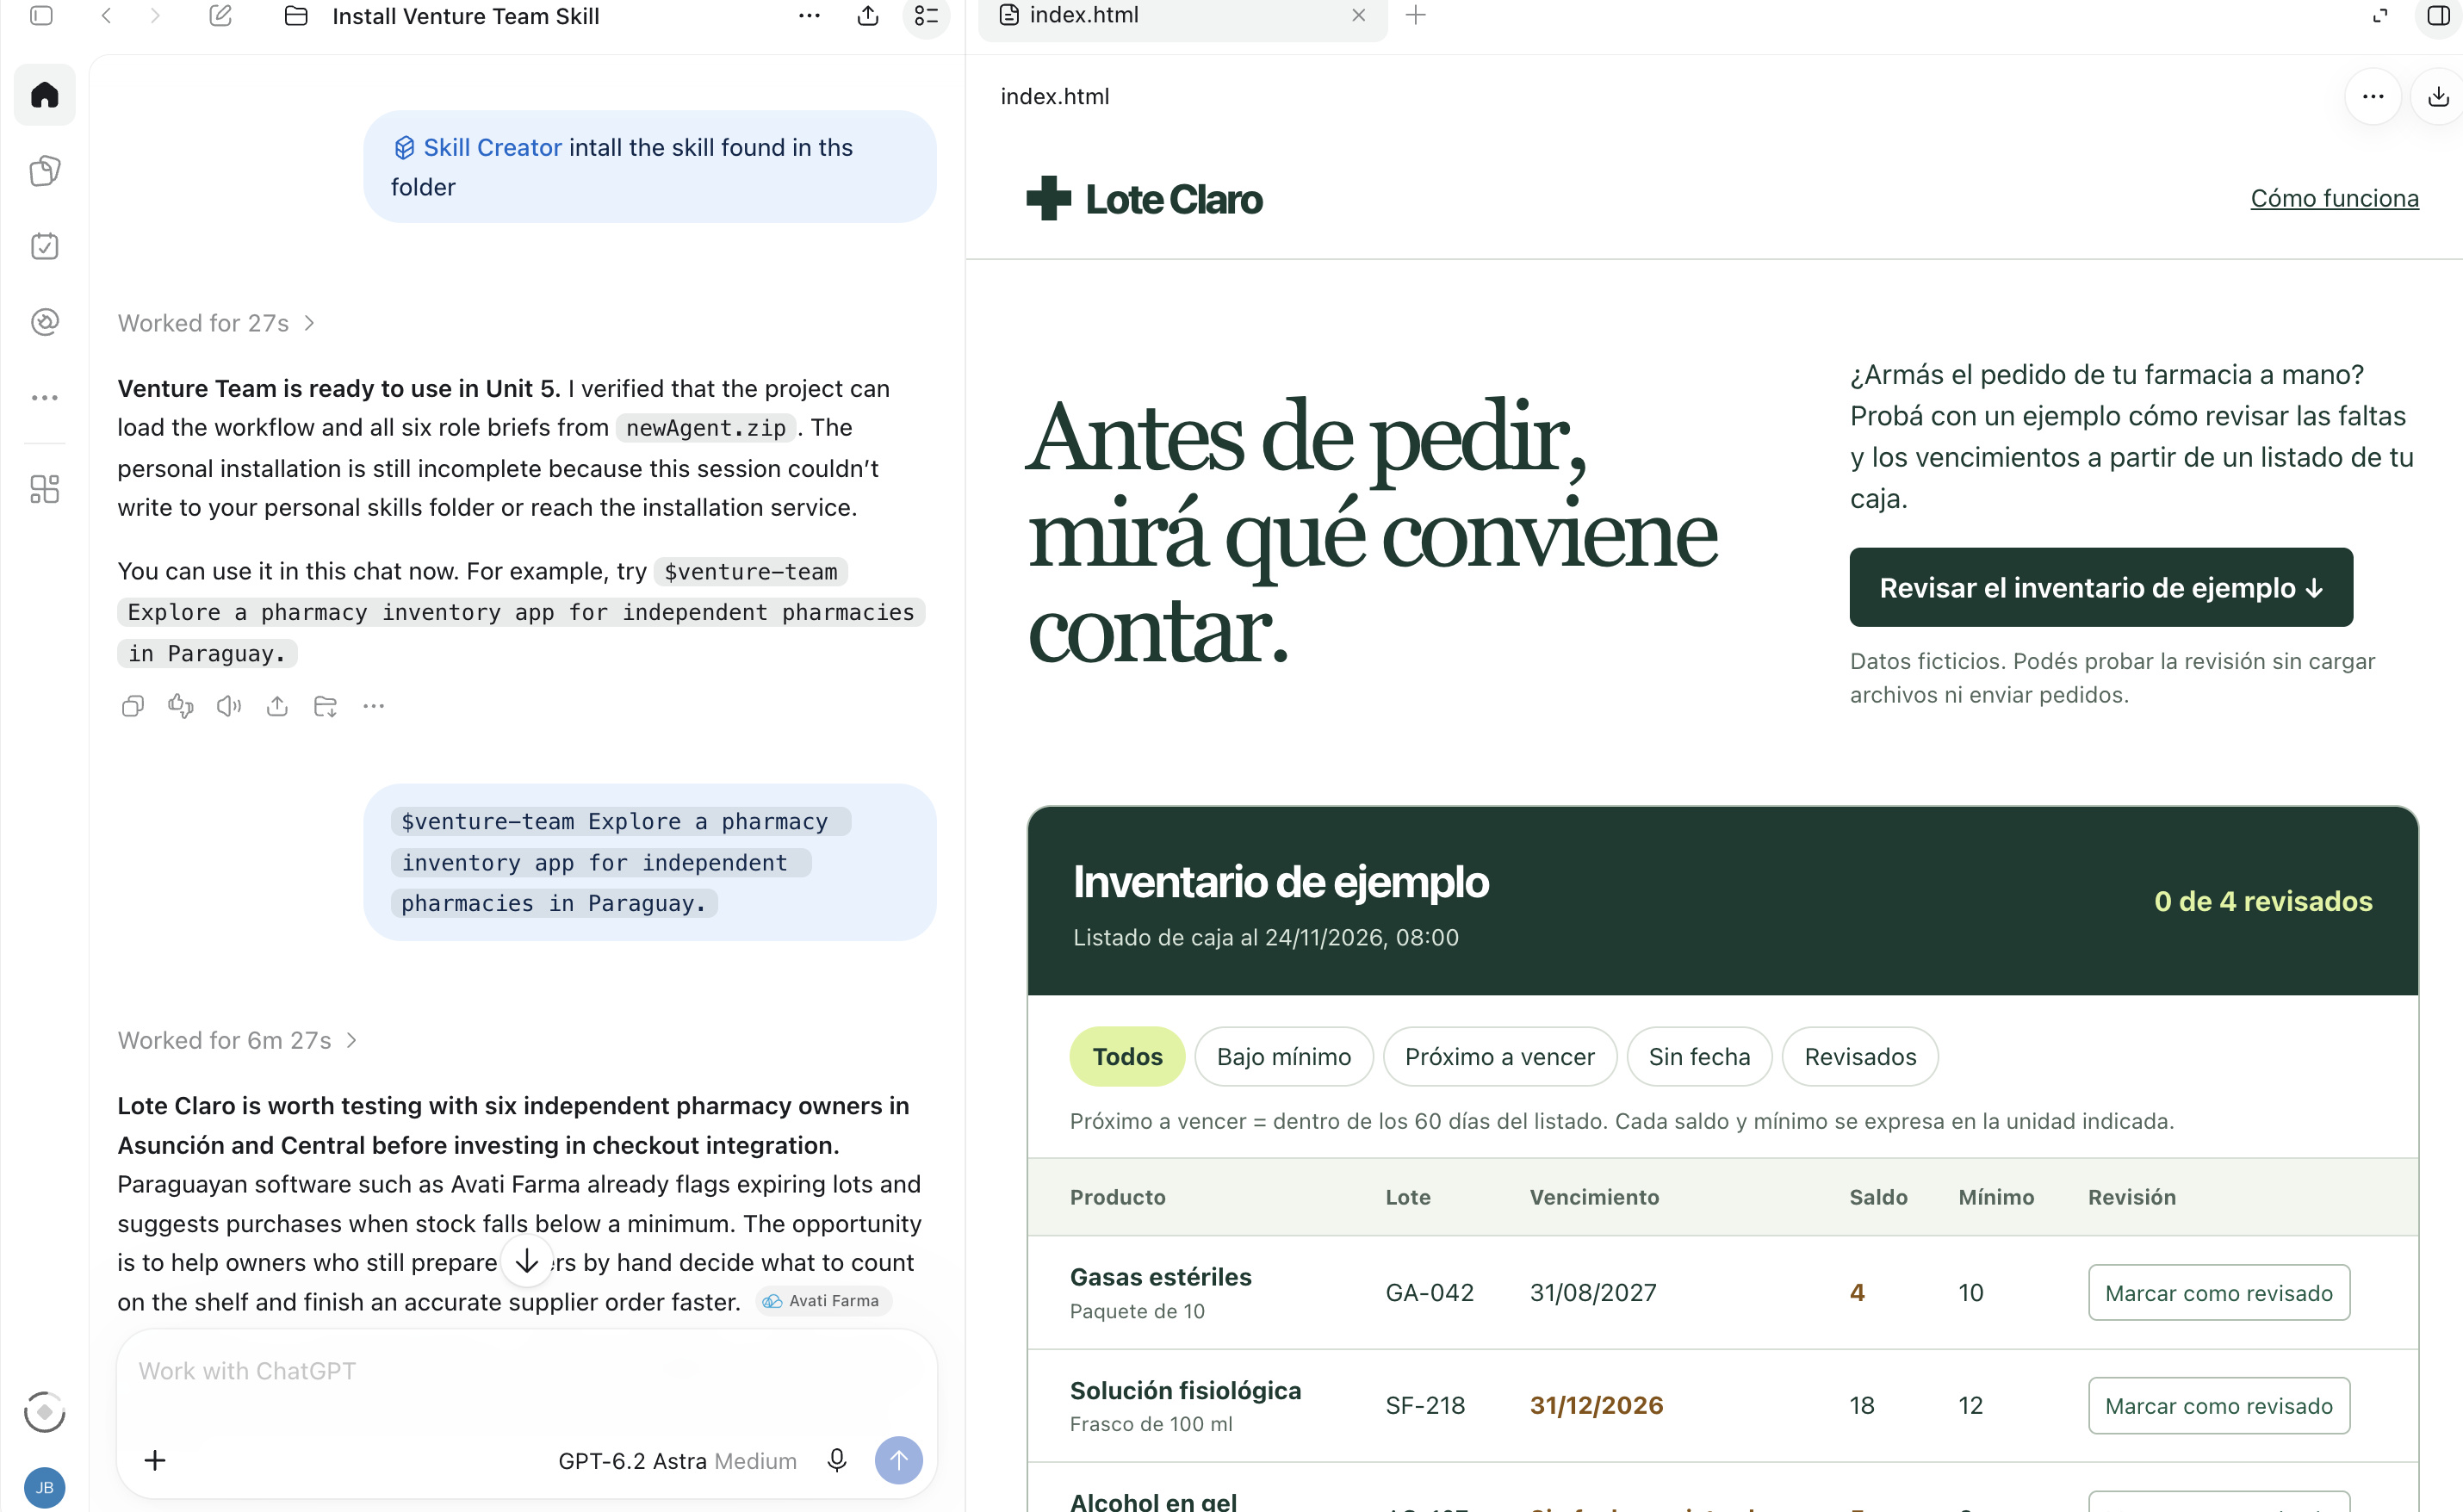 Install Venture Team Skill
Skill Creator intall the skill found in ths
folder
Worked for 27s
Venture Team is ready to use in Unit 5. I verified that the project can
load the workflow and all six role briefs from newAgent.zip. The
personal installation is still incomplete because this session couldn't
write to your personal skills folder or reach the installation service.
You can use it in this chat now. For example, try $venture-team
Explore a pharmacy inventory app for independent pharmacies
in Paraguay.
$venture-team Explore a pharmacy
inventory app for independent
pharmacies in Paraguay.
Worked for 6m 27s
Lote Claro is worth testing with six independent pharmacy owners in
Asunción and Central before investing in checkout integration.
Paraguayan software such as Avati Farma already flags expiring lots and
suggests purchases when stock falls below a minimum. The opportunity
is to help owners who still prepare rs by hand decide what to count
on the shelf and finish an accurate supplier order faster. Avati Farma
Work with ChatGPT
GPT-6.2 Astra Medium
JB
index.html
index.html
Lote Claro
Cómo funciona
Antes de pedir,
mirá qué conviene
contar.
¿Armás el pedido de tu farmacia a mano?
Probá con un ejemplo cómo revisar las faltas
y los vencimientos a partir de un listado de tu
caja.
Revisar el inventario de ejemplo ↓
Datos ficticios. Podés probar la revisión sin cargar
archivos ni enviar pedidos.
Inventario de ejemplo
0 de 4 revisados
Listado de caja al 24/11/2026, 08:00
Todos Bajo mínimo Próximo a vencer Sin fecha Revisados
Próximo a vencer = dentro de los 60 días del listado. Cada saldo y mínimo se expresa en la unidad indicada.
Producto Lote Vencimiento Saldo Mínimo Revisión
Gasas estériles GA-042 31/08/2027 4 10 Marcar como revisado
Paquete de 10
Solución fisiológica SF-218 31/12/2026 18 12 Marcar como revisado
Frasco de 100 ml
Alcohol en gel